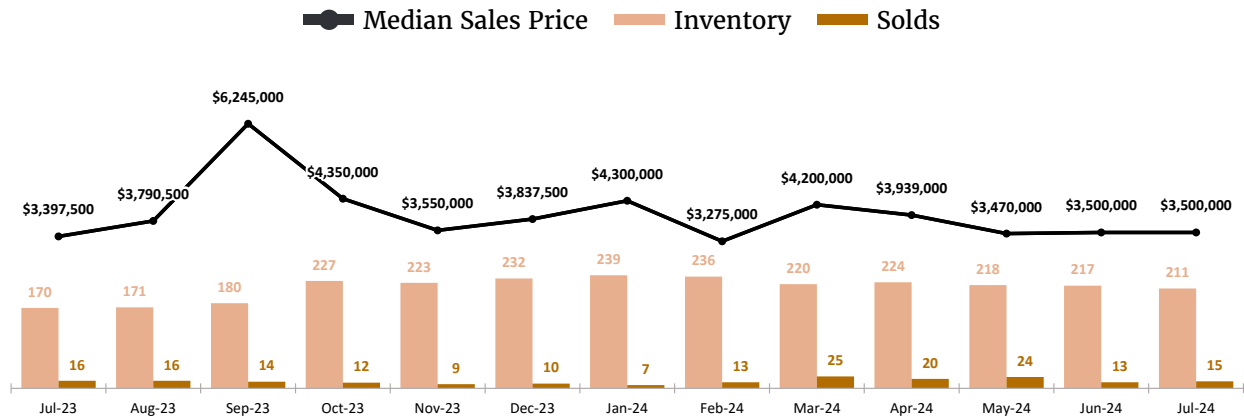 Median Sales Price Inventory Solds
$6,245,000
$4,350,000 $4,300,000 $4,200,000
$3,790,500 $3,837,500 $3,939,000
$3,397,500 $3,550,000 $3,275,000 $3,470,000 $3,500,000 $3,500,000
170 171 180 227 223 232 239 236 220 224 218 217 211
16 16 14 12 9 10 7 13 25 20 24 13 15
Jul-23 Aug-23 Sep-23 Oct-23 Nov-23 Dec-23 Jan-24 Feb-24 Mar-24 Apr-24 May-24 Jun-24 Jul-24